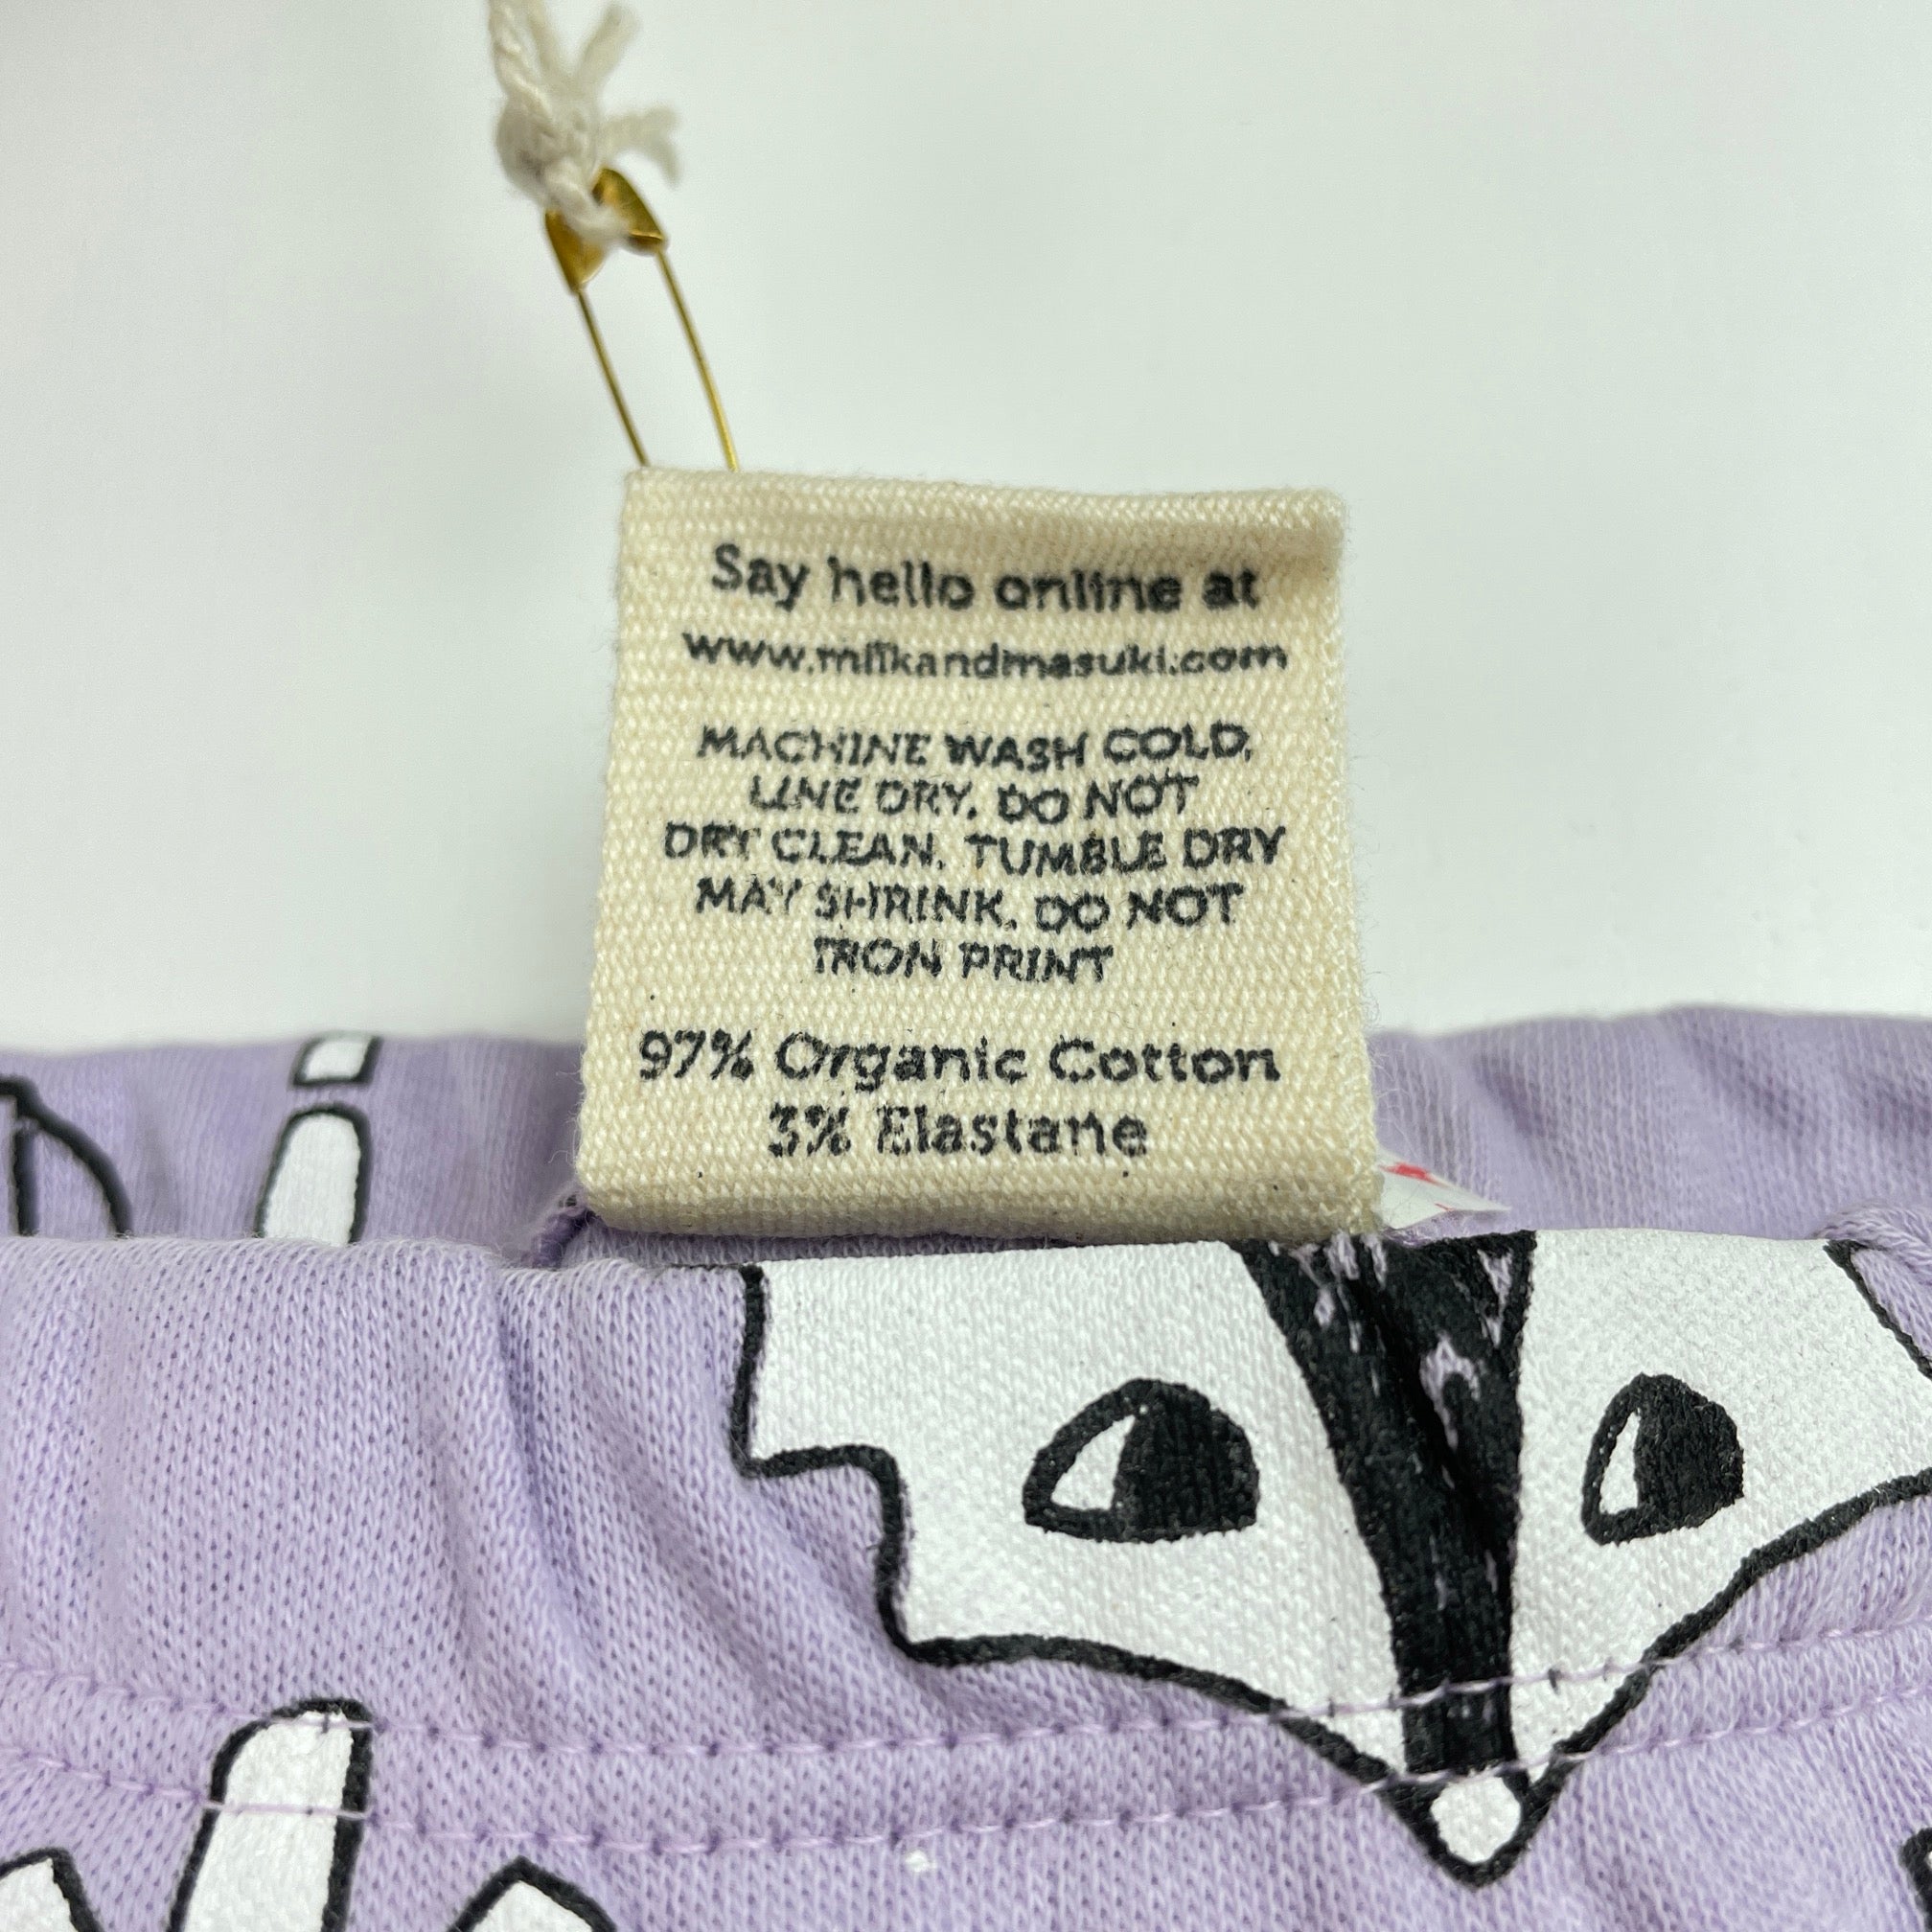 Say hello online at
www.milkandmasuki.com
MACHINE WASH COLD,
LINE DRY. DO NOT
DRY CLEAN. TUMBLE DRY
MAY SHRINK. DO NOT
IRON PRINT
97% Organic Cotton
3% Elastane